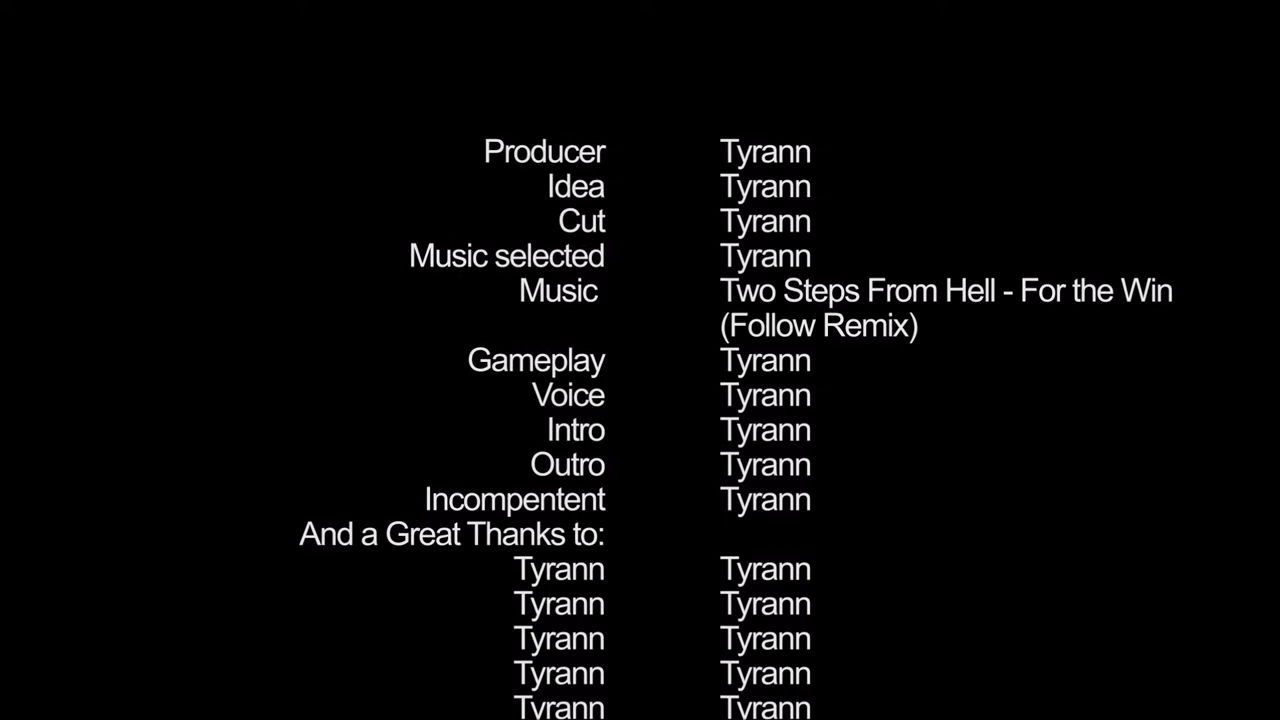 Producer Tyrann
Idea Tyrann
Cut Tyrann
Music selected Tyrann
Music Two Steps From Hell - For the Win
(Follow Remix)
Gameplay Tyrann
Voice Tyrann
Intro Tyrann
Outro Tyrann
Incompentent Tyrann
And a Great Thanks to:
Tyrann Tyrann
Tyrann Tyrann
Tyrann Tyrann
Tyrann Tyrann
Tyrann Tyrann